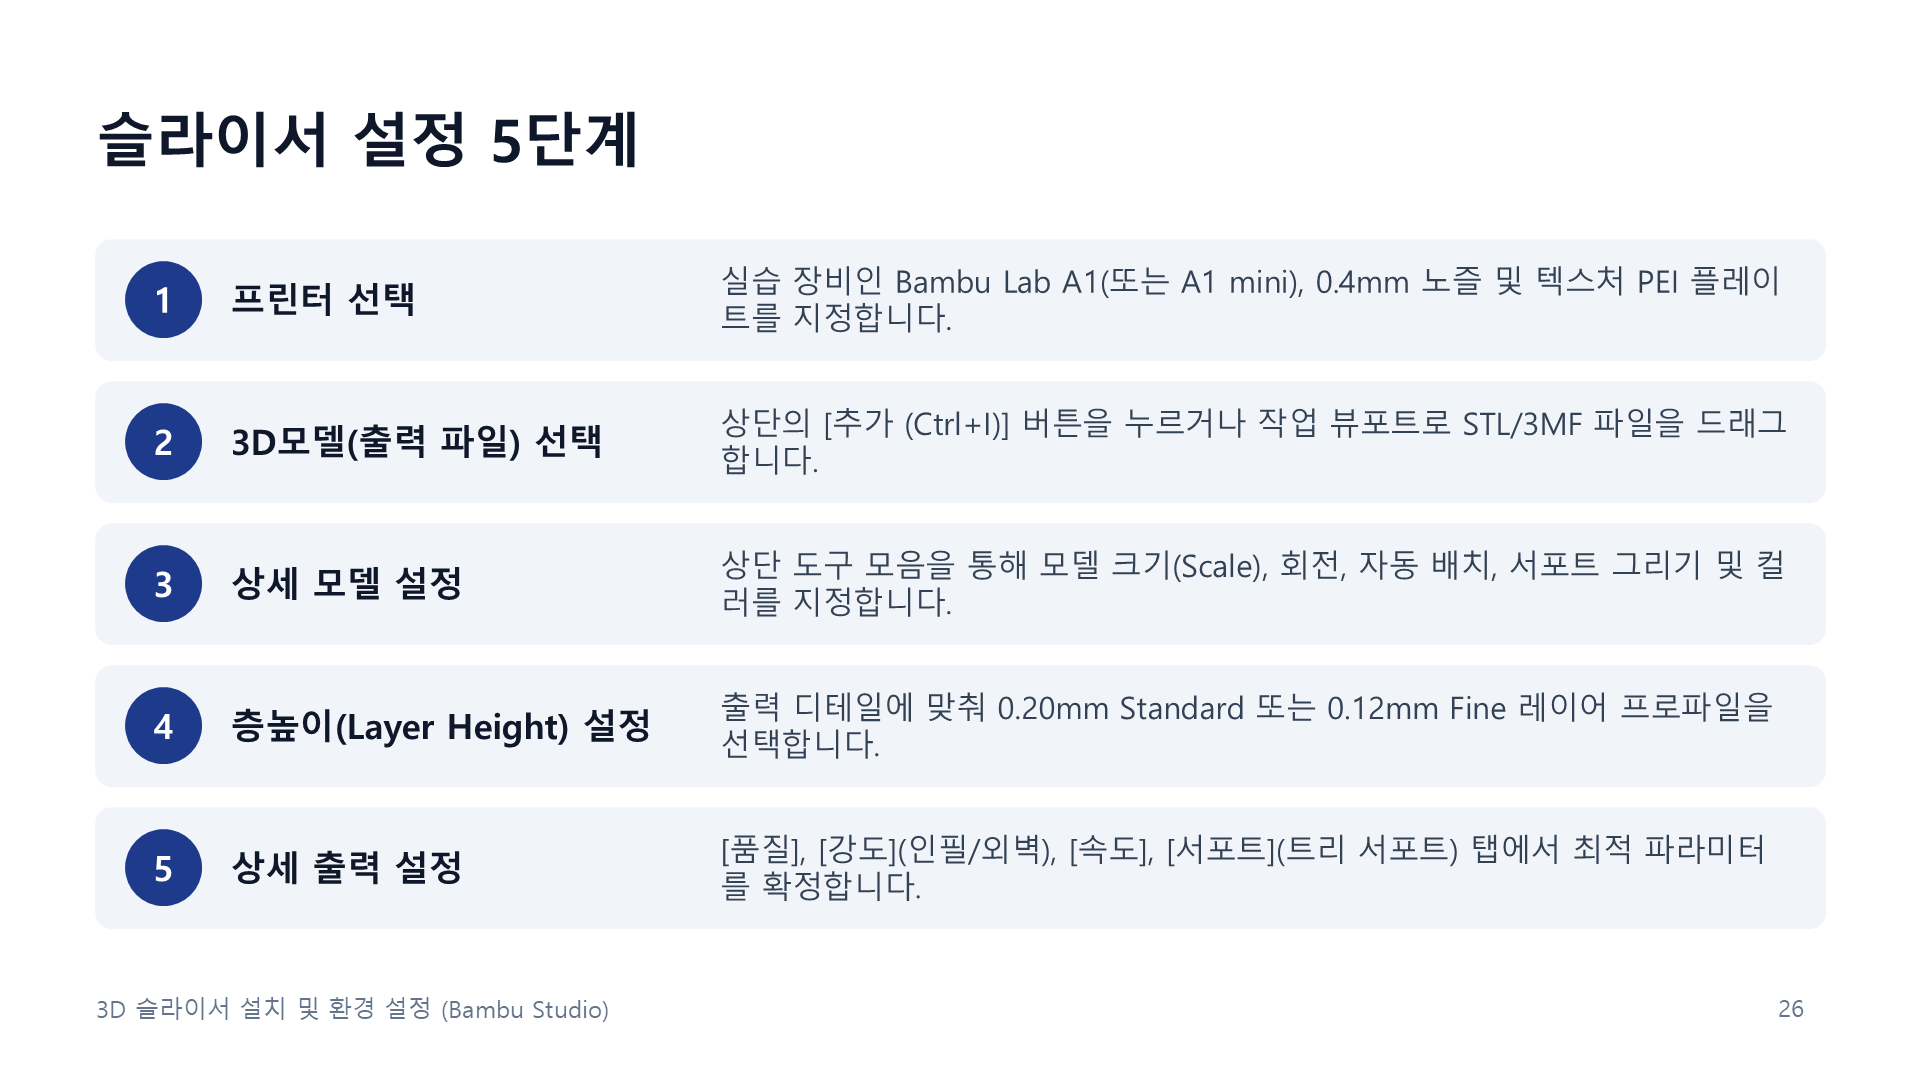 슬라이서 설정 5단계
1
프린터 선택
실습 장비인 Bambu Lab A1(또는 A1 mini), 0.4mm 노즐 및 텍스처 PEI 플레이
트를 지정합니다.
2
3D모델(출력 파일) 선택
상단의 [추가 (Ctrl+I)] 버튼을 누르거나 작업 뷰포트로 STL/3MF 파일을 드래그
합니다.
3
상세 모델 설정
상단 도구 모음을 통해 모델 크기(Scale), 회전, 자동 배치, 서포트 그리기 및 컬
러를 지정합니다.
4
층높이(Layer Height) 설정
출력 디테일에 맞춰 0.20mm Standard 또는 0.12mm Fine 레이어 프로파일을
선택합니다.
5
상세 출력 설정
[품질], [강도](인필/외벽), [속도], [서포트](트리 서포트) 탭에서 최적 파라미터
를 확정합니다.
3D 슬라이서 설치 및 환경 설정 (Bambu Studio)
26